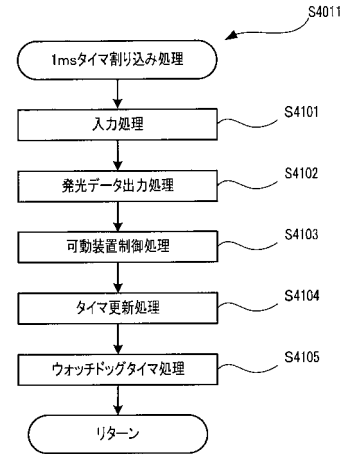 S4011
1msタイマ割り込み処理
入力処理
S4101
発光データ出力処理
S4102
可動装置制御処理
S4103
タイマ更新処理
S4104
ウォッチドッグタイマ処理
S4105
リターン